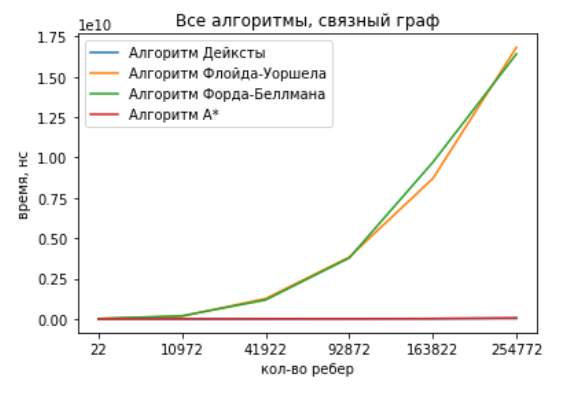 Все алгоритмы, связный граф
1e10
1.75
1.50
1.25
1.00
0.75
0.50
0.25
0.00
время, нс
Алгоритм Дейксты
Алгоритм Флойда-Уоршела
Алгоритм Форда-Беллмана
Алгоритм A*
22 10972 41922 92872 163822 254772
кол-во ребер